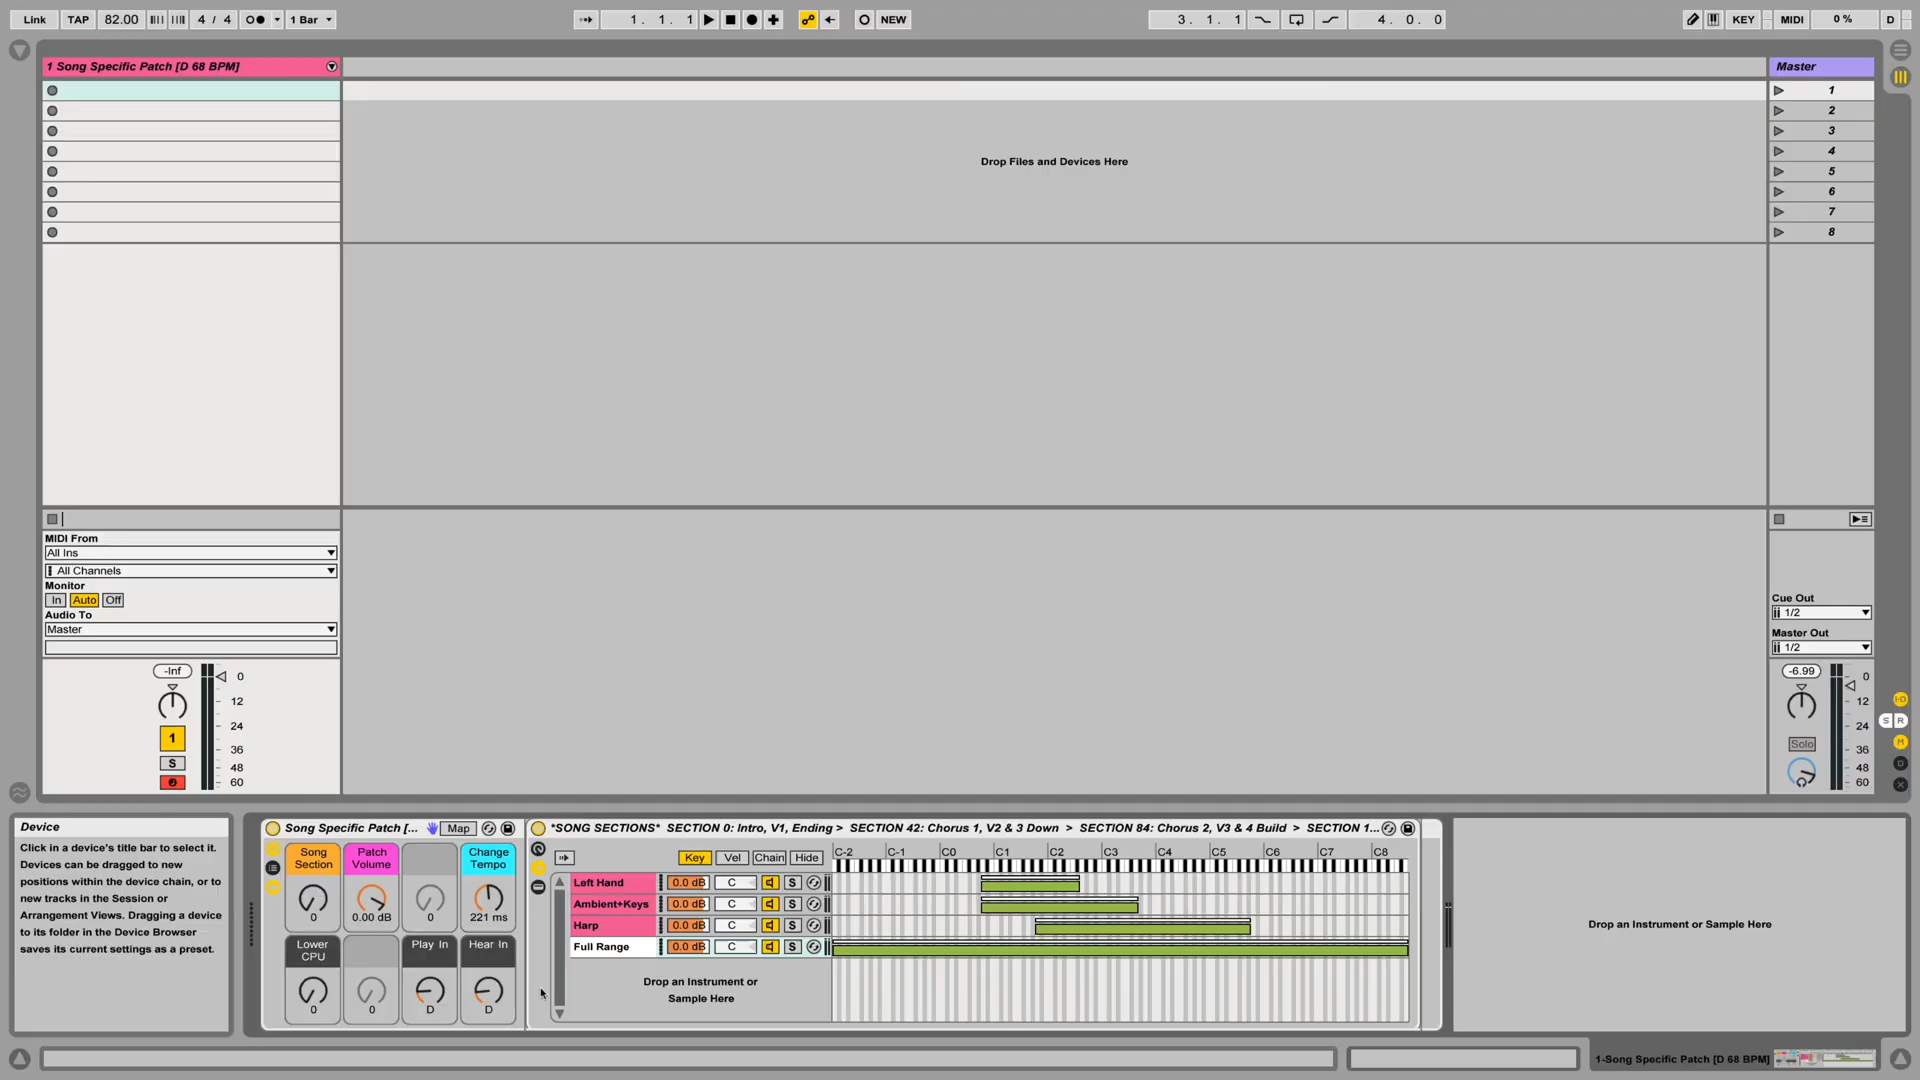 Link TAP 82.00 4 / 4 1 Bar 1. 1. 1 NEW 3. 1. 1 4. 0. 0 KEY MIDI 0 % D
1 Song Specific Patch [D 68 BPM] Master
1
Drop Files and Devices Here
2
3
4
5
6
7
8
MIDI From
All Ins
All Channels
Monitor
In Auto Off
Audio To
Master
Cue Out
1/2
Master Out
1/2
-Inf
0
12
24
36
48
60
1
S
-6.99
0
12
24
36
48
60
Solo
S R
M
D
X
Device
Click in a device's title bar to select it.
Devices can be dragged to new
positions within the device chain, or to
new tracks in the Session or
Arrangement Views. Dragging a device
to its folder in the Device Browser
saves its current settings as a preset.
Song Specific Patch [... Map
Song Section
0
Patch Volume
0.00 dB
0
Change Tempo
221 ms
Lower CPU
0
0
Play In
D
Hear In
D
*SONG SECTIONS* SECTION 0: Intro, V1, Ending > SECTION 42: Chorus 1, V2 & 3 Down > SECTION 84: Chorus 2, V3 & 4 Build > SECTION 1...
Key Vel Chain Hide
C-2 C-1 C0 C1 C2 C3 C4 C5 C6 C7 C8
Left Hand 0.0 dB C S
Ambient+Keys 0.0 dB C S
Harp 0.0 dB C S
Full Range 0.0 dB C S
Drop an Instrument or
Sample Here
Drop an Instrument or Sample Here
1-Song Specific Patch [D 68 BPM]